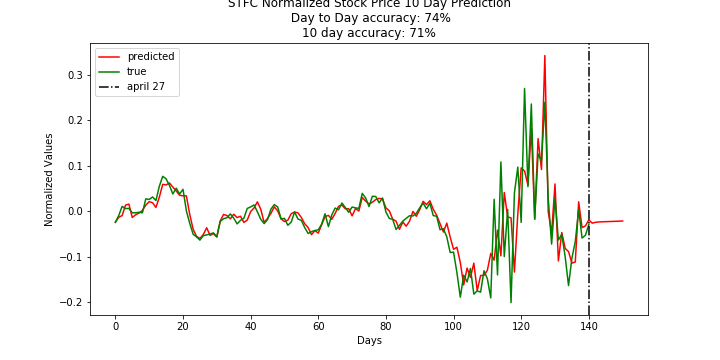 STFC Normalized Stock Price 10 Day Prediction
Day to Day accuracy: 74%
10 day accuracy: 71%
predicted
true
april 27
Normalized Values
0.3
0.2
0.1
0.0
−0.1
−0.2
0
20
40
60
80
100
120
140
Days